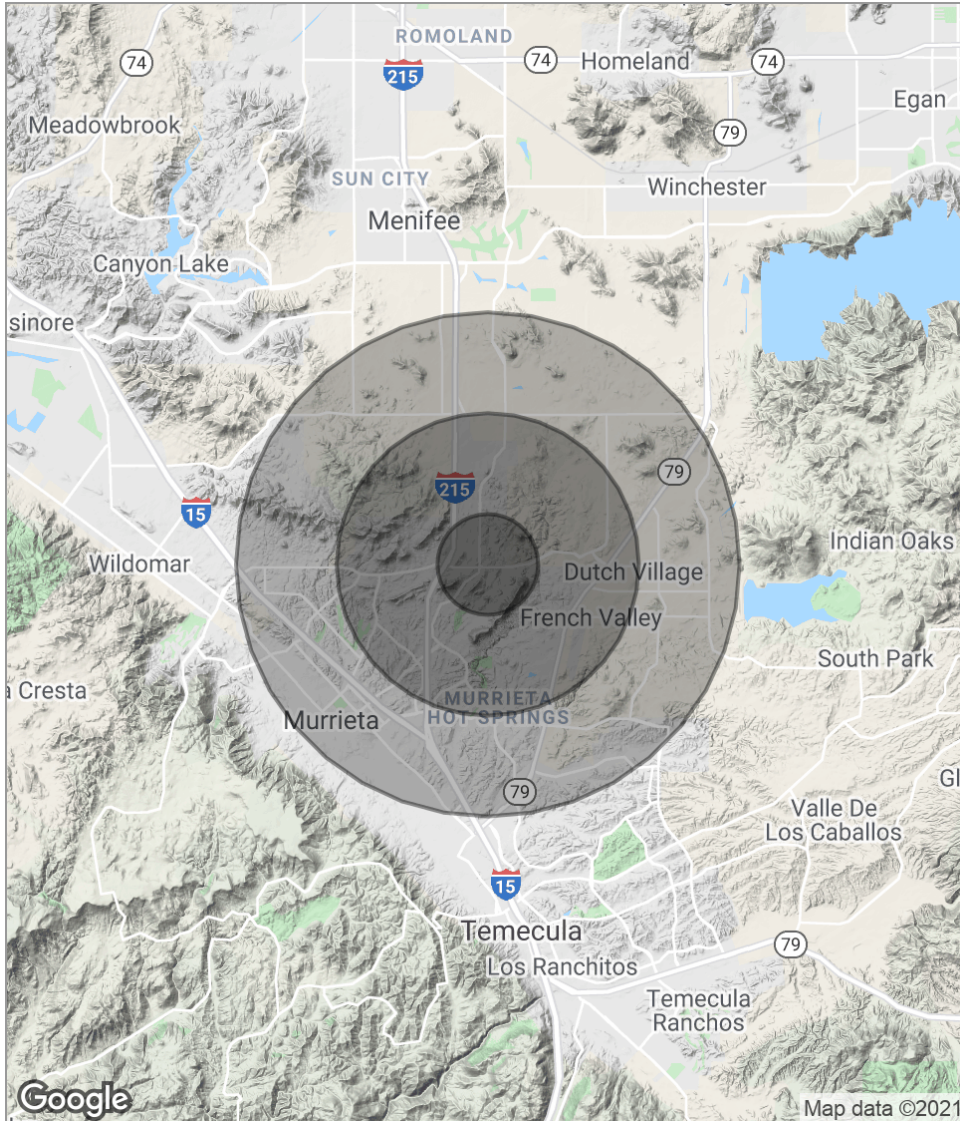 ROMOLAND
74
74
Homeland
74
215
Egan
Meadowbrook
79
SUN CITY
Winchester
Menifee
Canyon Lake
sinore
79
215
15
Indian Oaks
Wildomar
Dutch Village
French Valley
South Park
a Cresta
MURRIETA
HOT SPRINGS
Murrieta
79
Gl
Valle De
Los Caballos
15
Temecula
79
Los Ranchitos
Temecula
Ranchos
Google
Map data ©2021